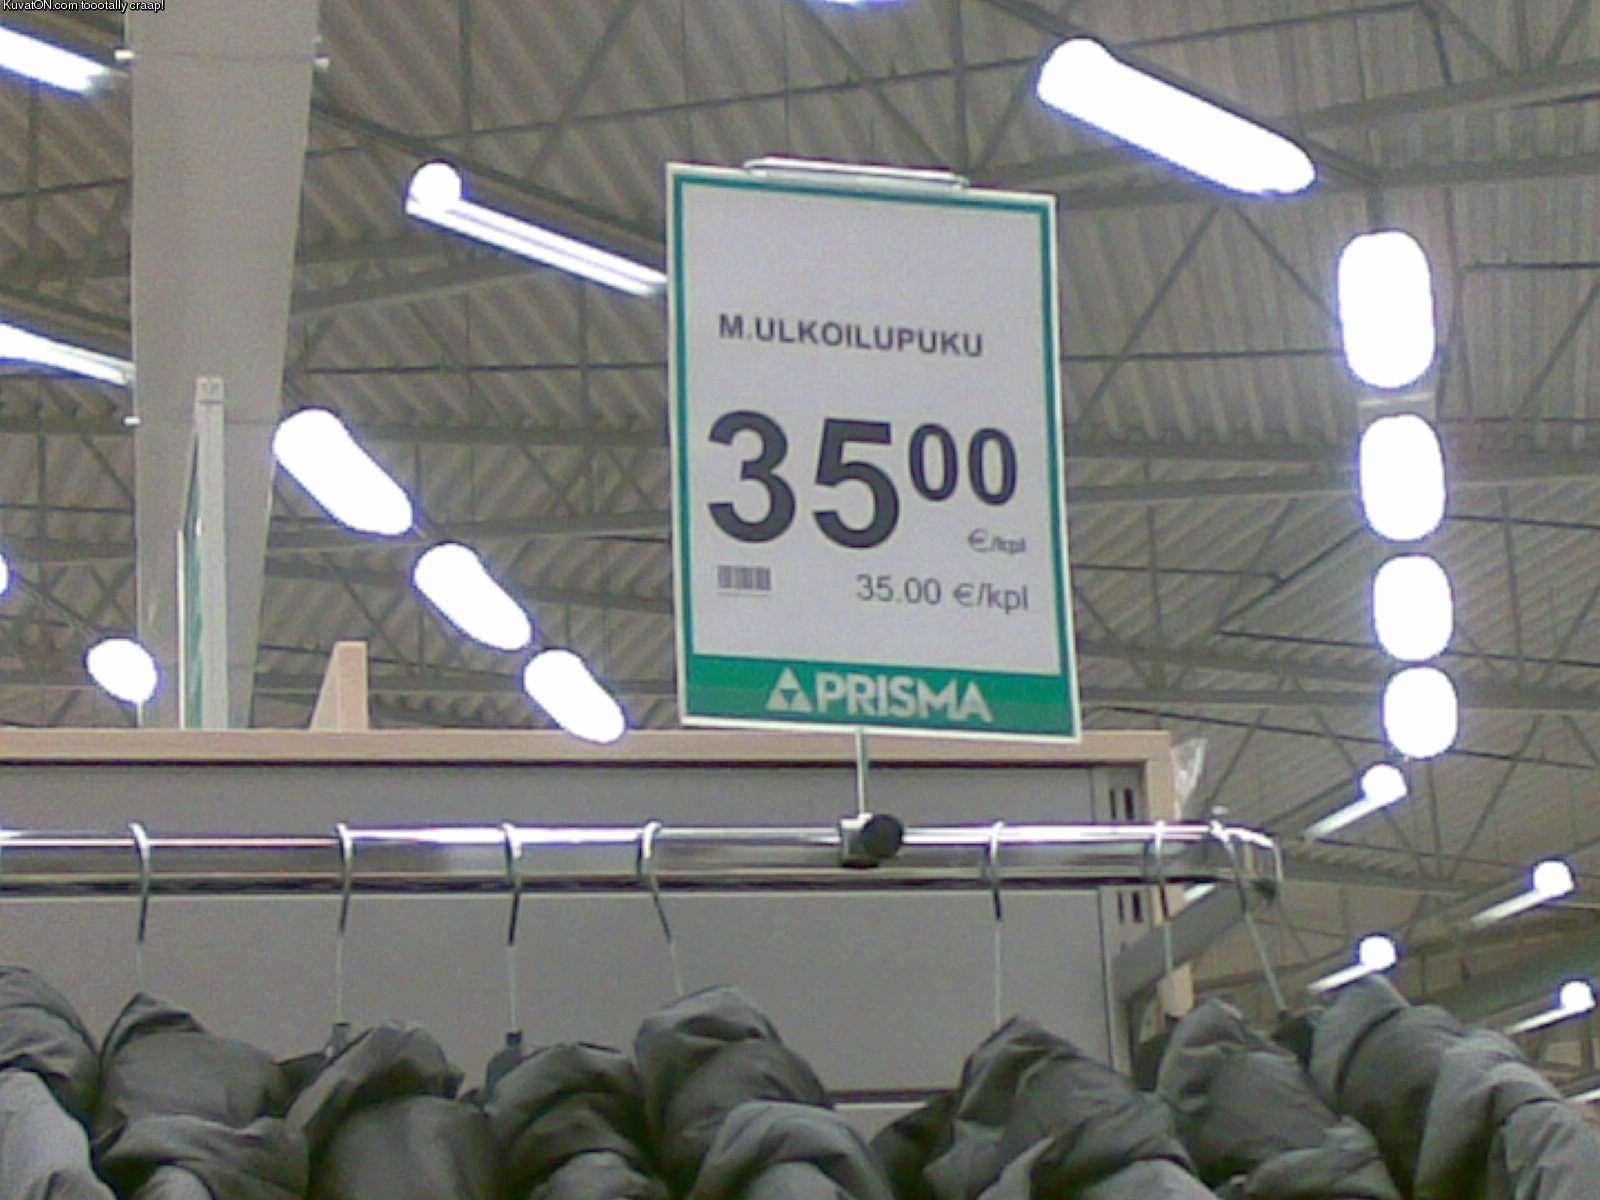 KuvatON.com toootally craap!
M.ULKOILUPUKU
3500
€/kpl
35.00 €/kpl
PRISMA